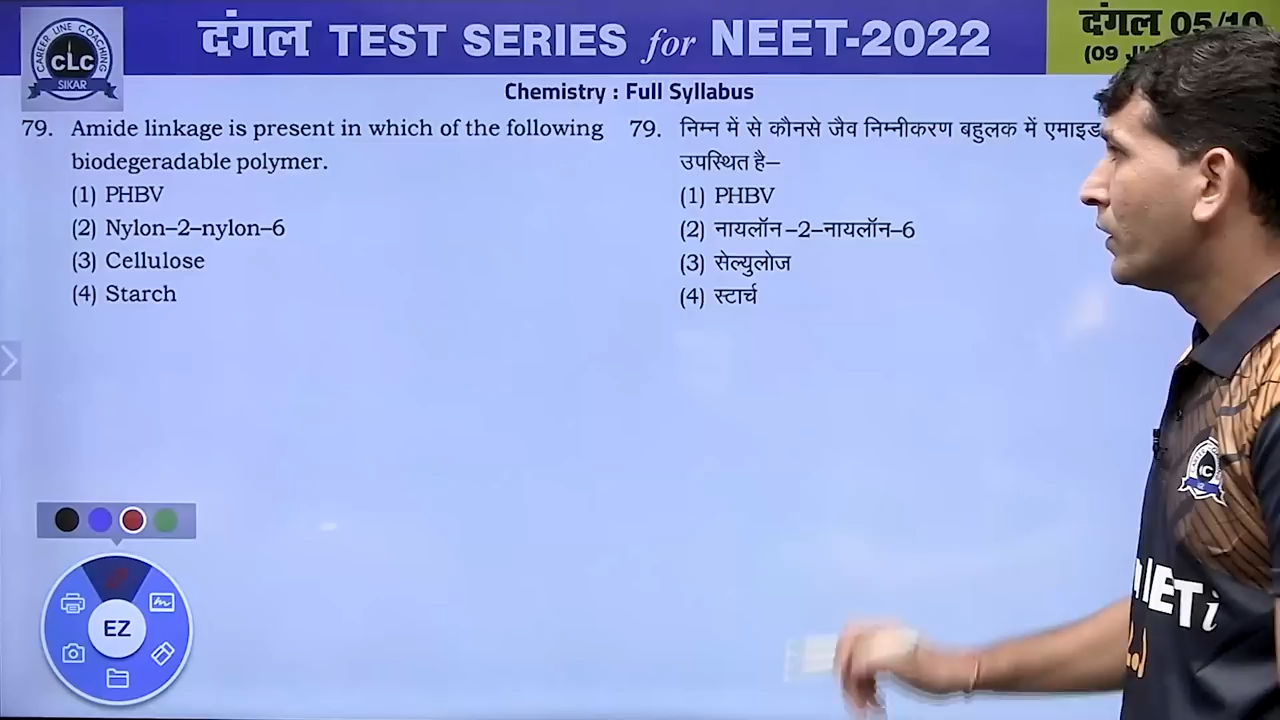 दंगल TEST SERIES for NEET-2022
दंगल 05/10
(09 JU
CAREER LINE COACHING
CLC
SIKAR
Chemistry : Full Syllabus
79. Amide linkage is present in which of the following
biodegeradable polymer.
(1) PHBV
(2) Nylon–2–nylon–6
(3) Cellulose
(4) Starch
79. निम्न में से कौनसे जैव निम्नीकरण बहुलक में एमाइड
उपस्थित है–
(1) PHBV
(2) नायलॉन–2–नायलॉन–6
(3) सेल्युलोज
(4) स्टार्च
EZ